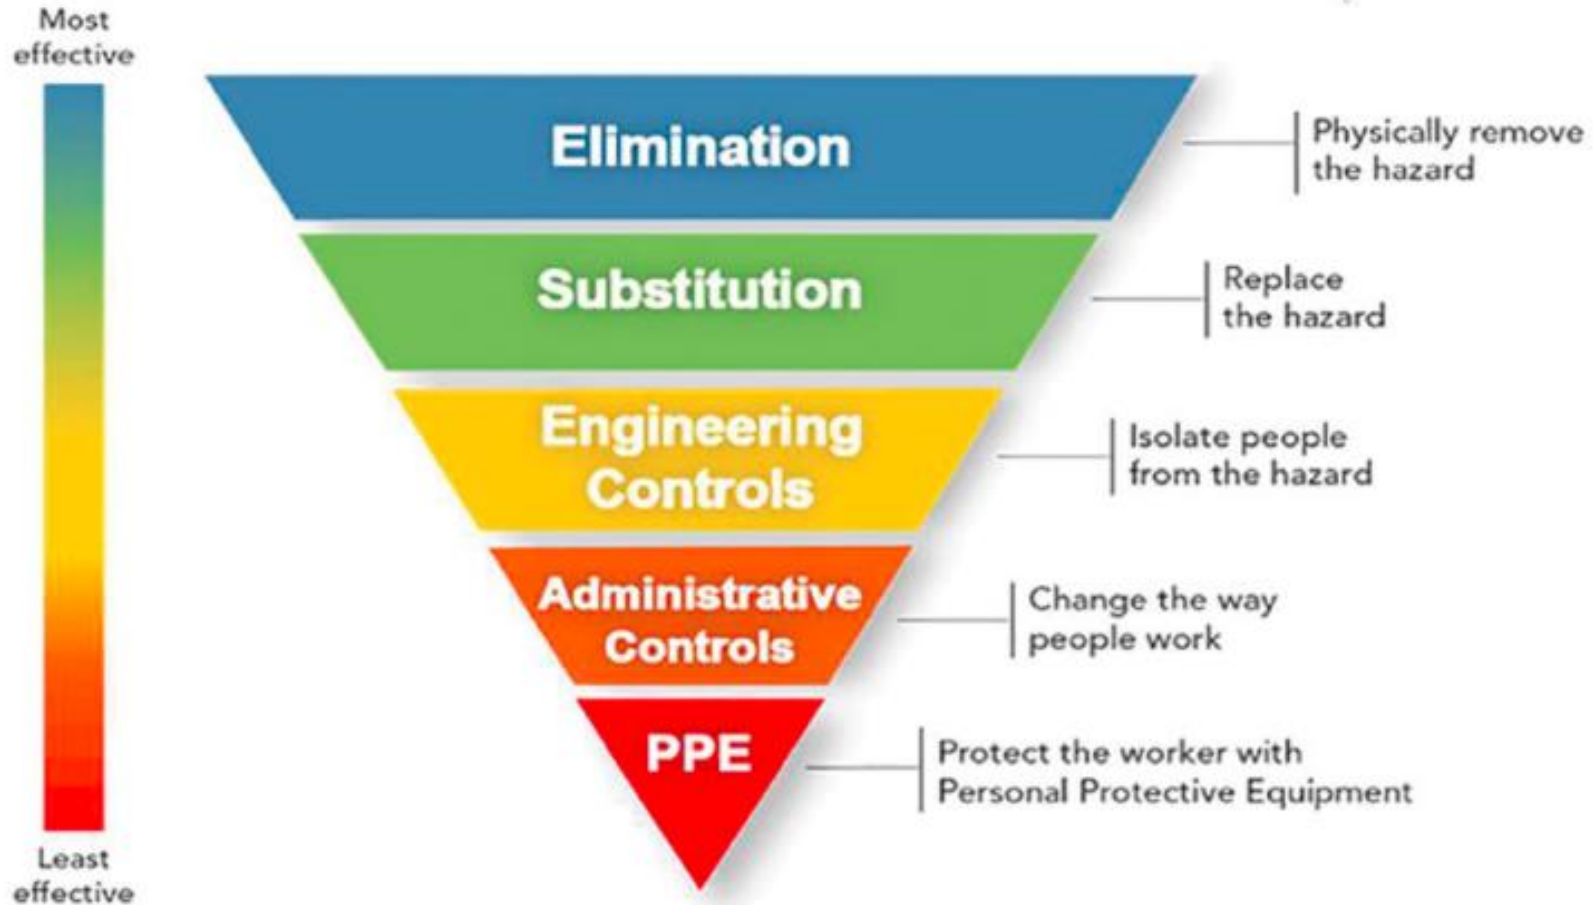 Most
effective
Elimination
Physically remove
the hazard
Substitution
Replace
the hazard
Engineering
Controls
Isolate people
from the hazard
Administrative
Controls
Change the way
people work
PPE
Protect the worker with
Personal Protective Equipment
Least
effective